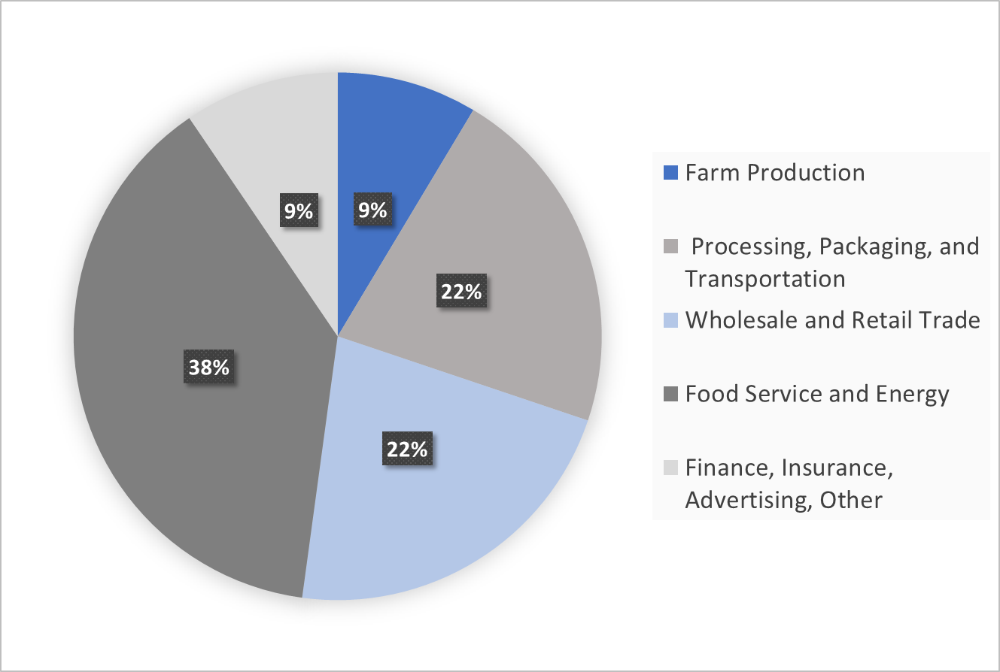 9%
9%
22%
38%
22%
Farm Production
Processing, Packaging, and
Transportation
Wholesale and Retail Trade
Food Service and Energy
Finance, Insurance,
Advertising, Other